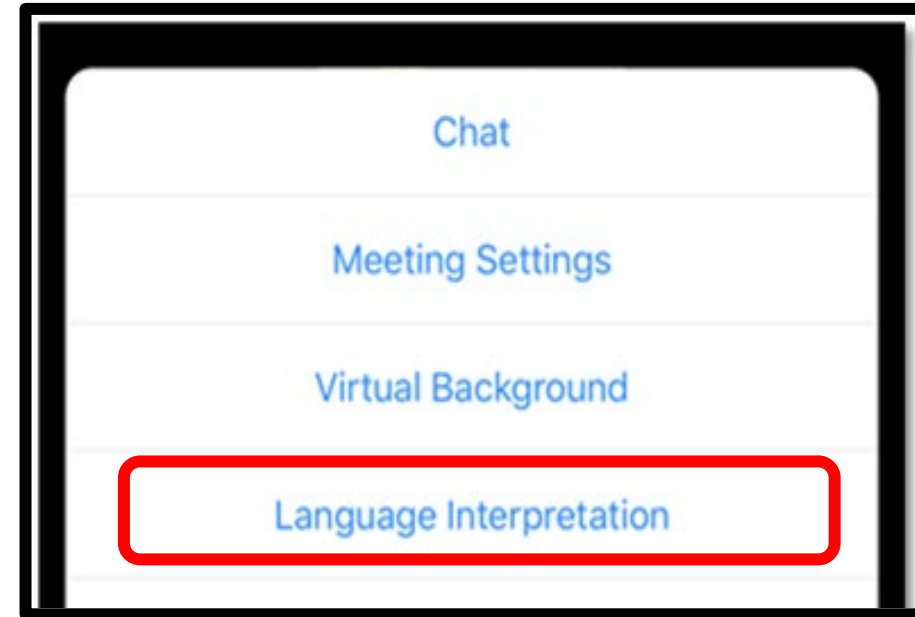 Chat
Meeting Settings
Virtual Background
Language Interpretation